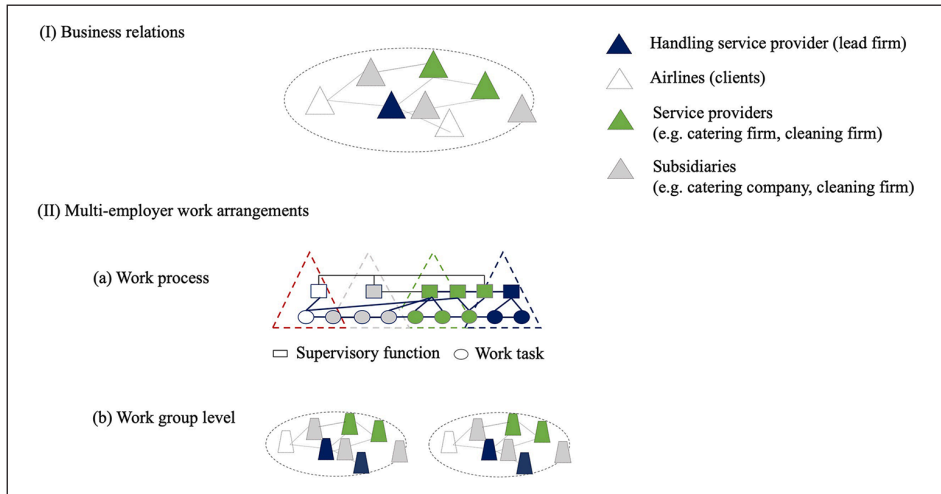 (I) Business relations
Handling service provider (lead firm)
Airlines (clients)
Service providers
(e.g. catering firm, cleaning firm)
Subsidiaries
(e.g. catering company, cleaning firm)
(II) Multi-employer work arrangements
(a) Work process
Supervisory function
Work task
(b) Work group level